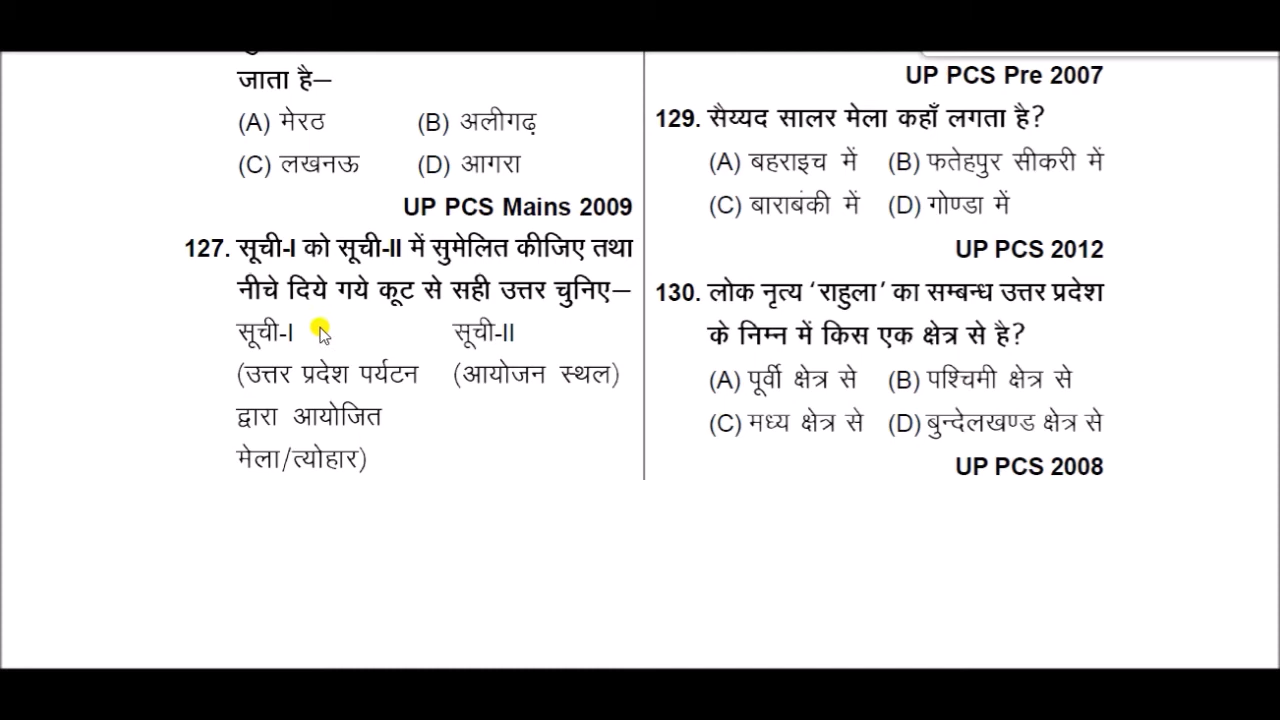 जाता है–
(A) मेरठ (B) अलीगढ़
(C) लखनऊ (D) आगरा
UP PCS Mains 2009
127. सूची-I को सूची-II में सुमेलित कीजिए तथा
नीचे दिये गये कूट से सही उत्तर चुनिए–
सूची-I सूची-II
(उत्तर प्रदेश पर्यटन (आयोजन स्थल)
द्वारा आयोजित
मेला/त्योहार)
UP PCS Pre 2007
129. सैय्यद सालर मेला कहाँ लगता है?
(A) बहराइच में (B) फतेहपुर सीकरी में
(C) बाराबंकी में (D) गोण्डा में
UP PCS 2012
130. लोक नृत्य ‘राहुला’ का सम्बन्ध उत्तर प्रदेश
के निम्न में किस एक क्षेत्र से है?
(A) पूर्वी क्षेत्र से (B) पश्चिमी क्षेत्र से
(C) मध्य क्षेत्र से (D) बुन्देलखण्ड क्षेत्र से
UP PCS 2008